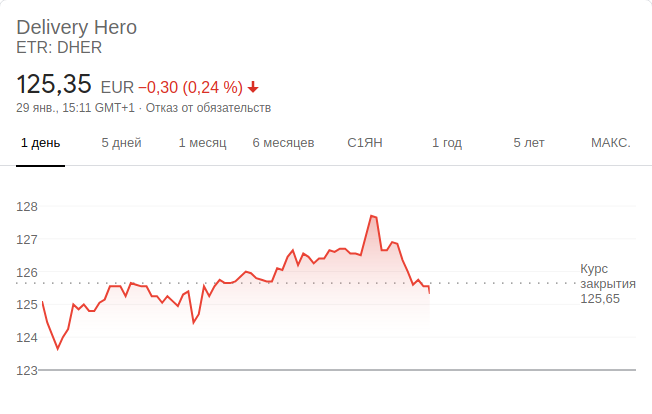 Delivery Hero
ETR: DHER
125,35 EUR −0,30 (0,24 %)
29 янв., 15:11 GMT+1 · Отказ от обязательств
1 день 5 дней 1 месяц 6 месяцев С1ЯН 1 год 5 лет МАКС.
128
127
126
125
124
123
Курс
закрытия
125,65